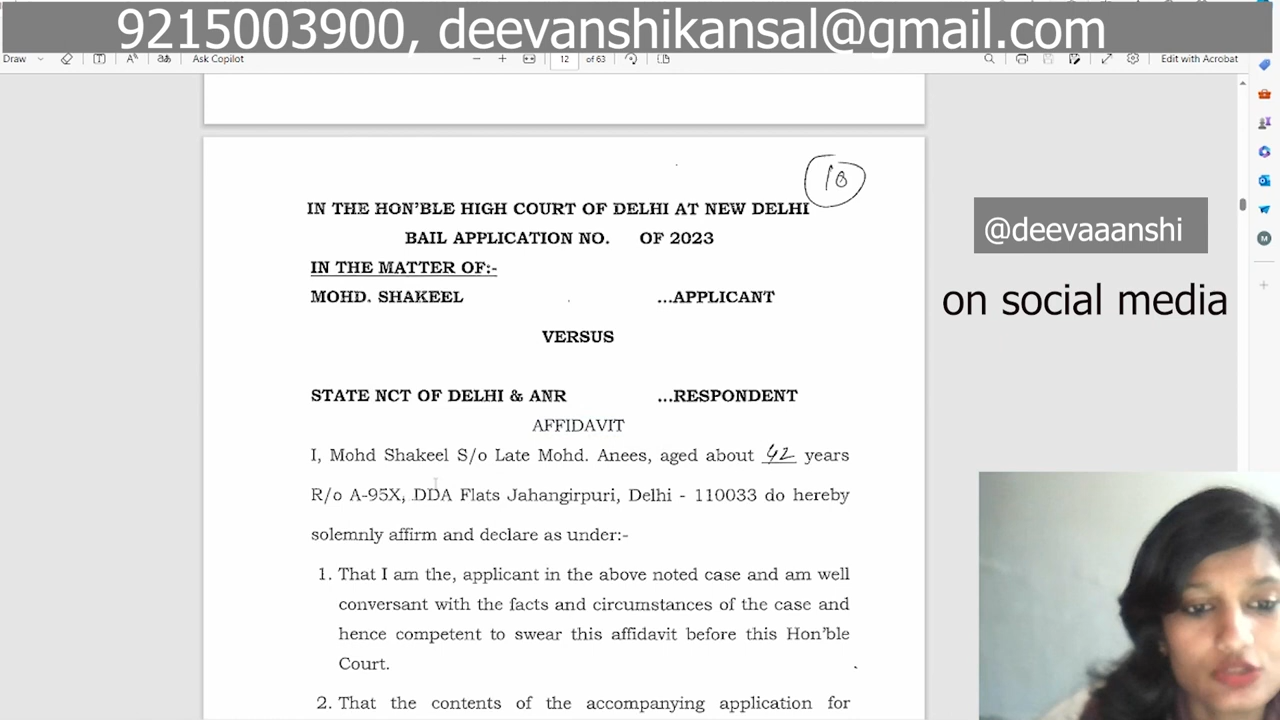 9215003900, deevanshikansal@gmail.com
Draw
Ask Copilot
12 of 63
Edit with Acrobat
10
IN THE HON'BLE HIGH COURT OF DELHI AT NEW DELHI
BAIL APPLICATION NO. OF 2023
IN THE MATTER OF:-
MOHD. SHAKEEL ...APPLICANT
VERSUS
STATE NCT OF DELHI & ANR ...RESPONDENT
AFFIDAVIT
I, Mohd Shakeel S/o Late Mohd. Anees, aged about 42 years
R/o A-95X, DDA Flats Jahangirpuri, Delhi - 110033 do hereby
solemnly affirm and declare as under:-
1. That I am the, applicant in the above noted case and am well
conversant with the facts and circumstances of the case and
hence competent to swear this affidavit before this Hon'ble
Court.
2. That the contents of the accompanying application for
@deevaaanshi
on social media
M